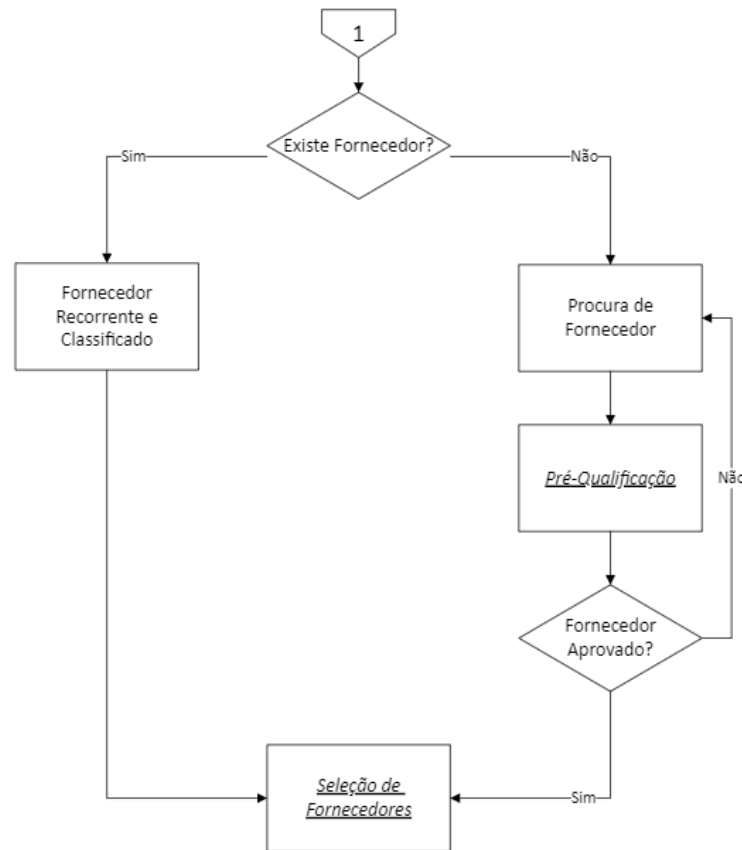 1
Existe Fornecedor?
Sim
Não
Fornecedor
Recorrente e
Classificado
Procura de
Fornecedor
Pré-Qualificação
Não
Fornecedor
Aprovado?
Sim
Seleção de
Fornecedores